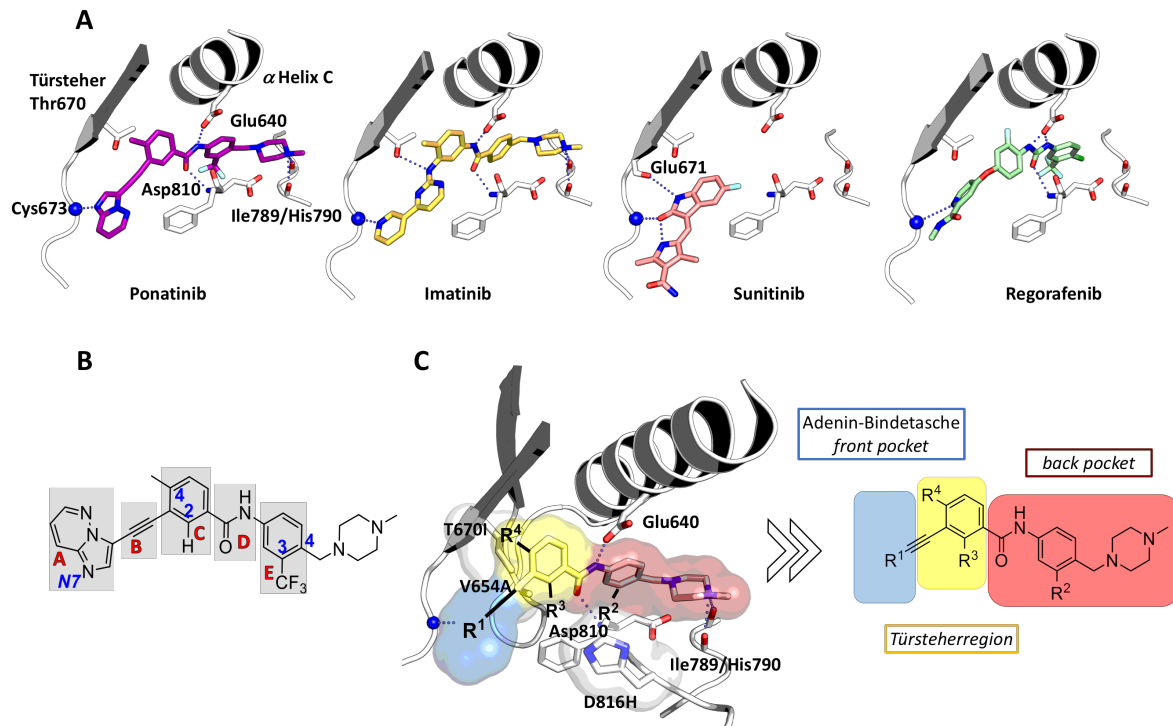 A
Türsteher
Thr670
α Helix C
Glu640
Asp810
Cys673
Ile789/His790
Ponatinib
Imatinib
Glu671
Sunitinib
Regorafenib
B
4
2
C
H
N
N
N7
A
B
O
D
H
N
3
4
E
CF3
N
N
C
T670I
R4
V654A
R1
R3
R2
Glu640
Asp810
Ile789/His790
D816H
Adenin-Bindetasche
front pocket
back pocket
R4
R1
R3
H
N
O
R2
N
N
Türsteherregion